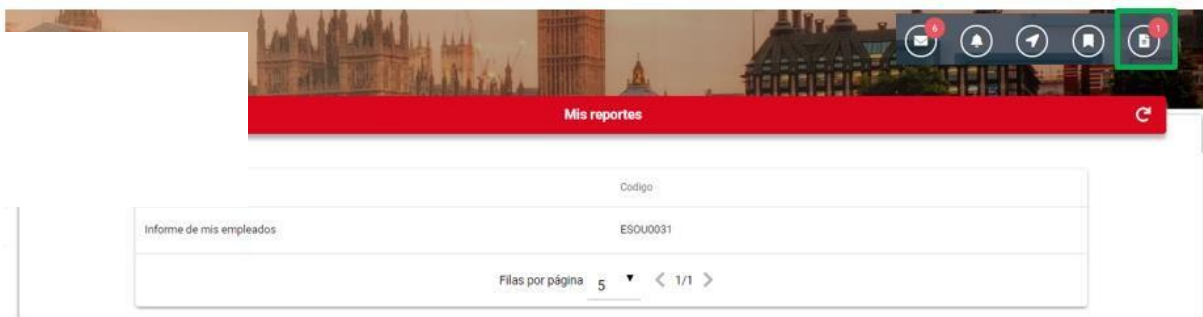 6
1
Mis reportes
Codigo
Informe de mis empleados ESOU0031
Filas por página 5 1/1